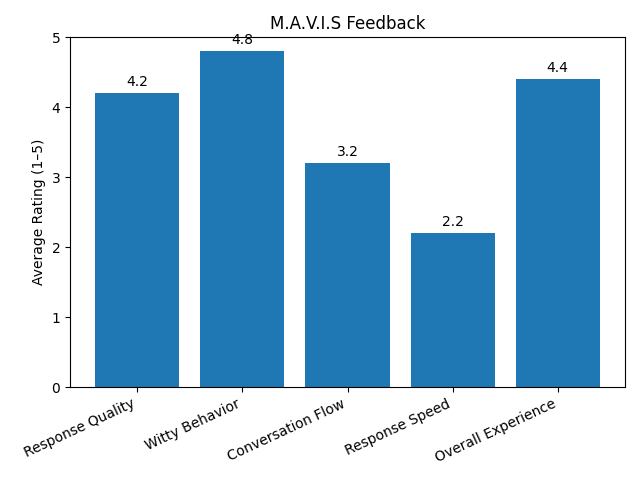 M.A.V.I.S Feedback
Average Rating (1–5)
5
4
3
2
1
0
4.2
4.8
3.2
2.2
4.4
Response Quality
Witty Behavior
Conversation Flow
Response Speed
Overall Experience